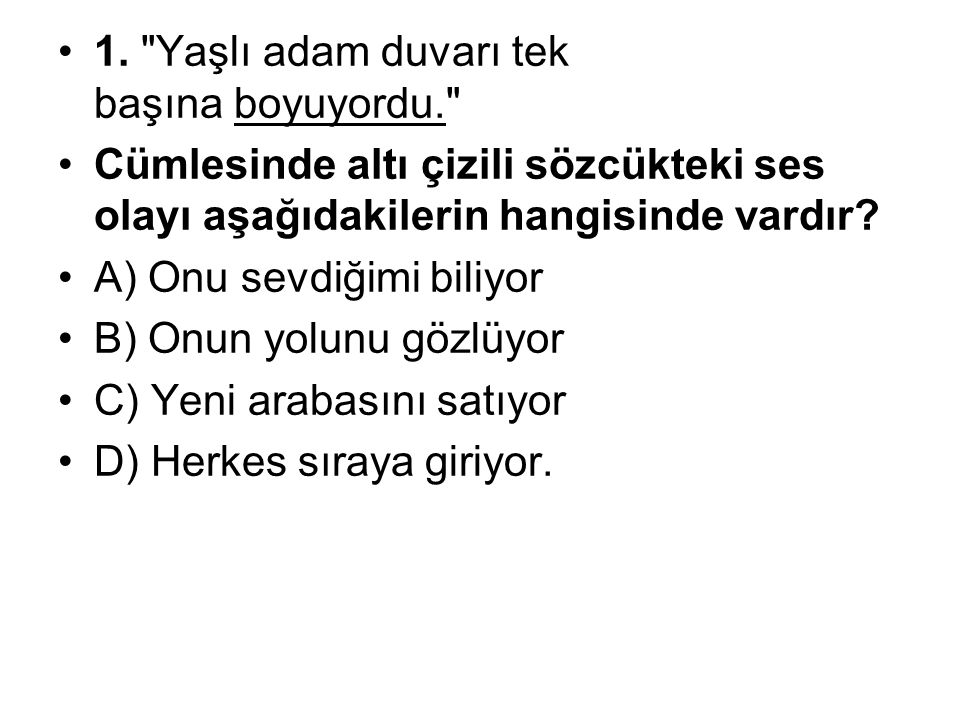 • 1. "Yaşlı adam duvarı tek
başına boyuyordu."
• Cümlesinde altı çizili sözcükteki ses
olayı aşağıdakilerin hangisinde vardır?
• A) Onu sevdiğimi biliyor
• B) Onun yolunu gözlüyor
• C) Yeni arabasını satıyor
• D) Herkes sıraya giriyor.